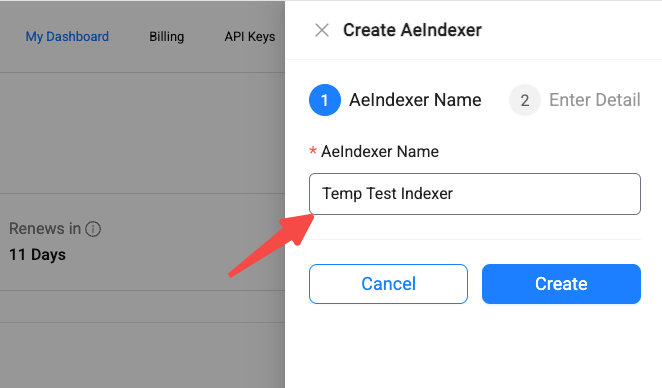 My Dashboard Billing API Keys
Renews in
11 Days
Create AeIndexer
1 AeIndexer Name 2 Enter Detail
* AeIndexer Name
Temp Test Indexer
Cancel Create